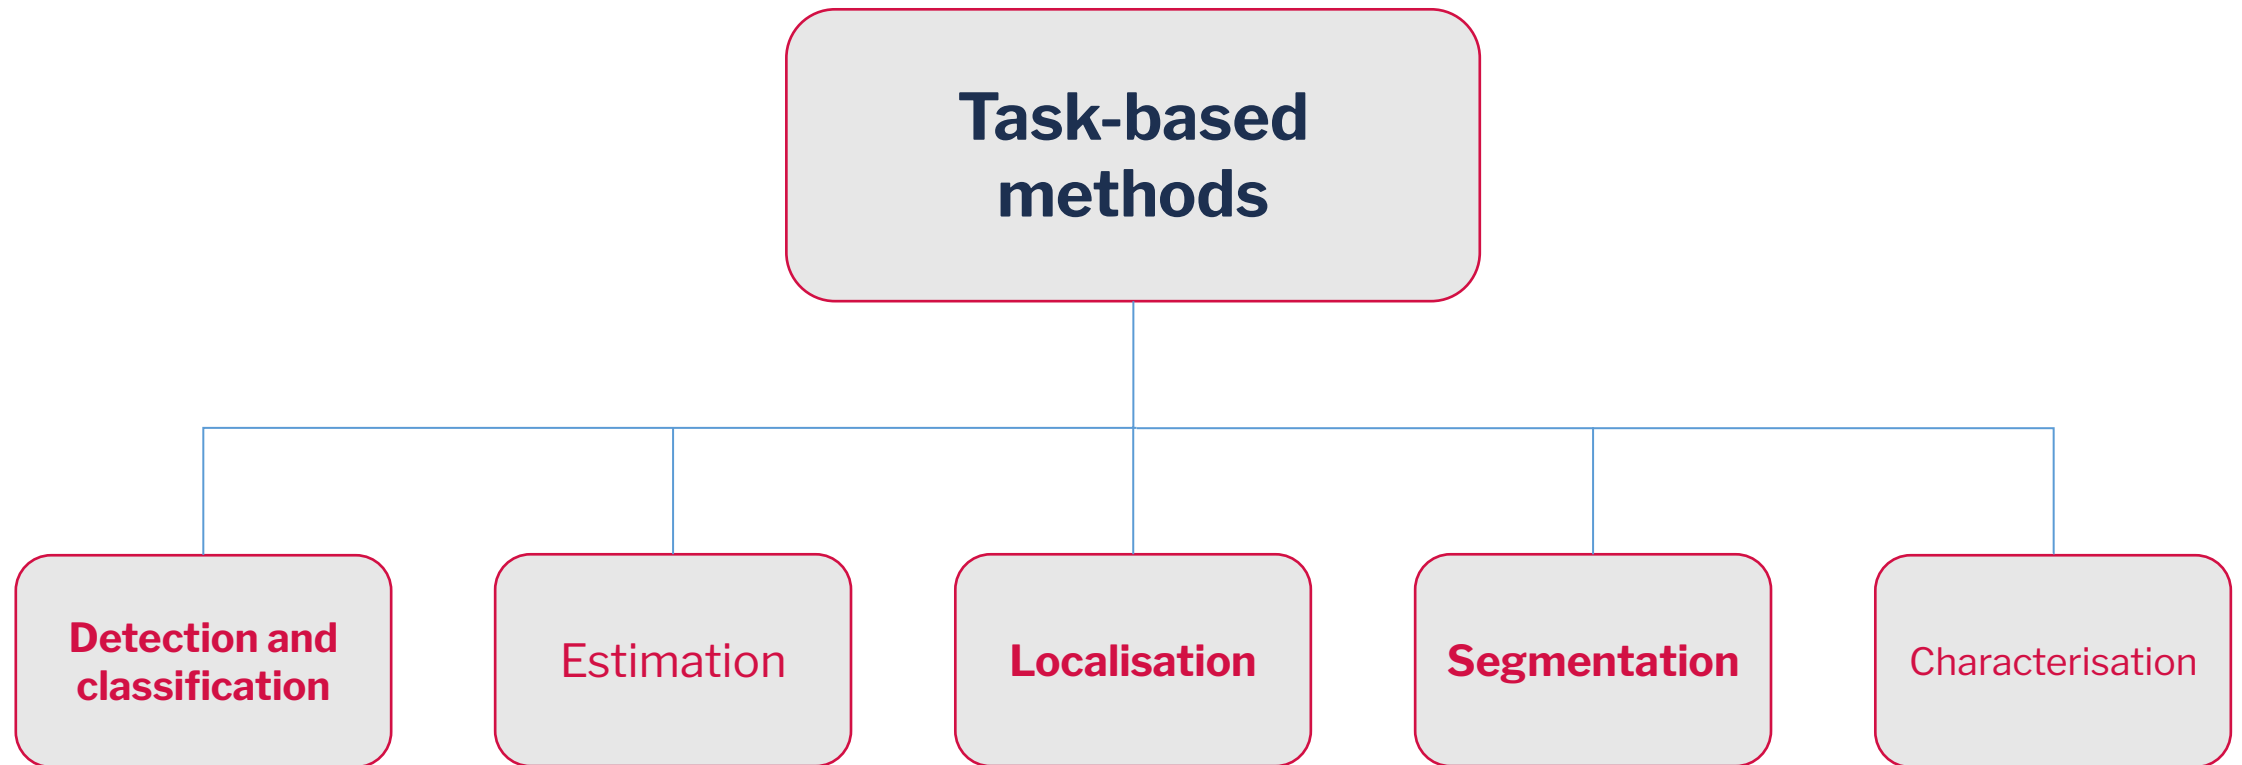 Task-based
methods
Detection and
classification
Estimation
Localisation
Segmentation
Characterisation